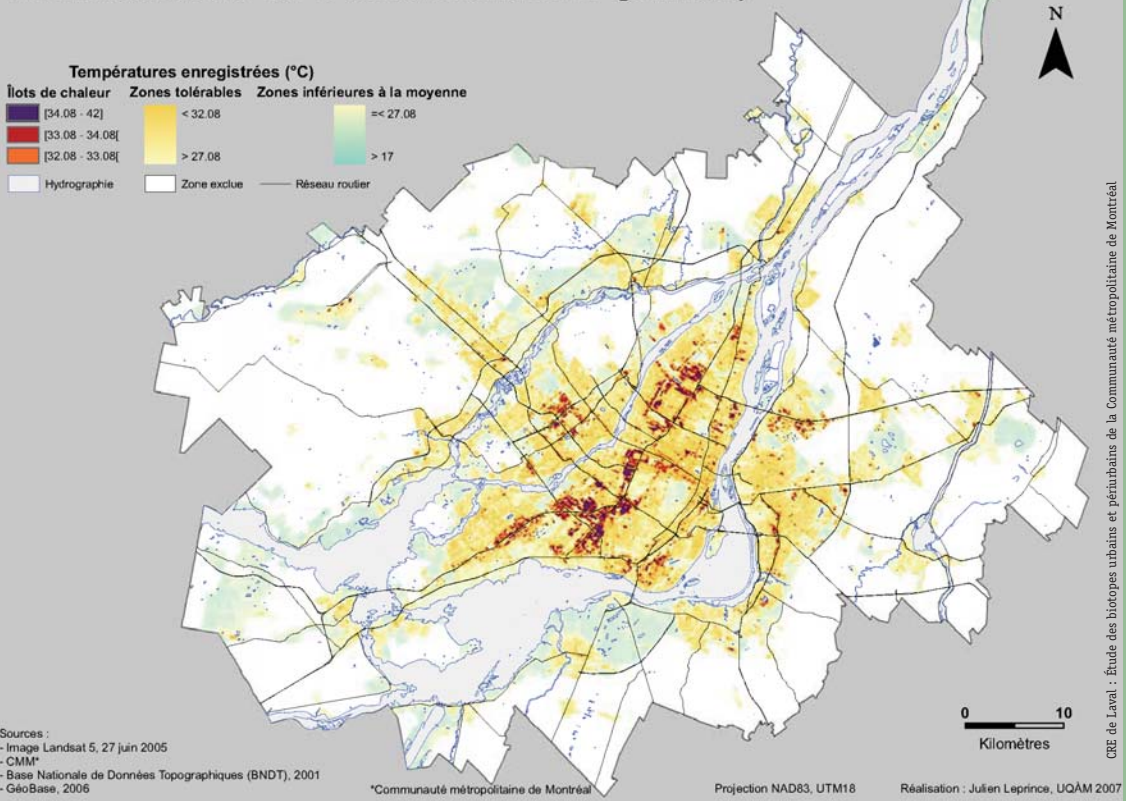 N
Températures enregistrées (°C)
Îlots de chaleur Zones tolérables Zones inférieures à la moyenne
[34.08 - 42] < 32.08 =< 27.08
[33.08 - 34.08[
[32.08 - 33.08[ > 27.08 > 17
Hydrographie Zone exclue Réseau routier
CRE de Laval : Étude des biotopes urbains et périurbains de la Communauté métropolitaine de Montréal
0 10
Kilomètres
Sources :
- Image Landsat 5, 27 juin 2005
- CMM*
- Base Nationale de Données Topographiques (BNDT), 2001
- GéoBase, 2006
*Communauté métropolitaine de Montréal
Projection NAD83, UTM18
Réalisation : Julien Leprince, UQÀM 2007